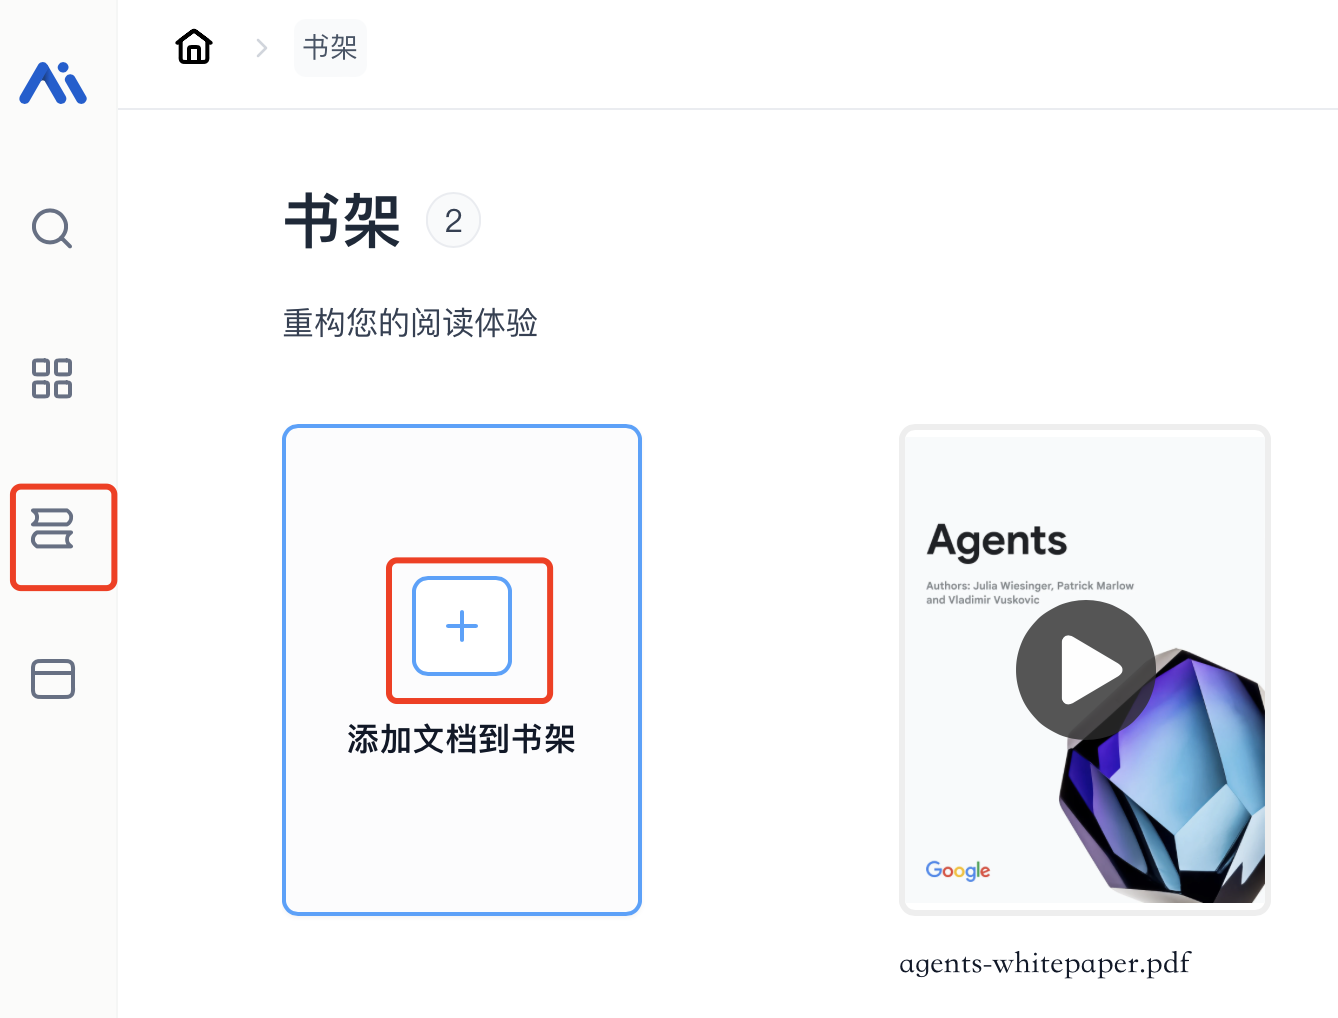 书架
书架 2
重构您的阅读体验
添加文档到书架
Agents
Authors: Julia Wiesinger, Patrick Marlow
and Vladimir Vuskovic
Google
agents-whitepaper.pdf